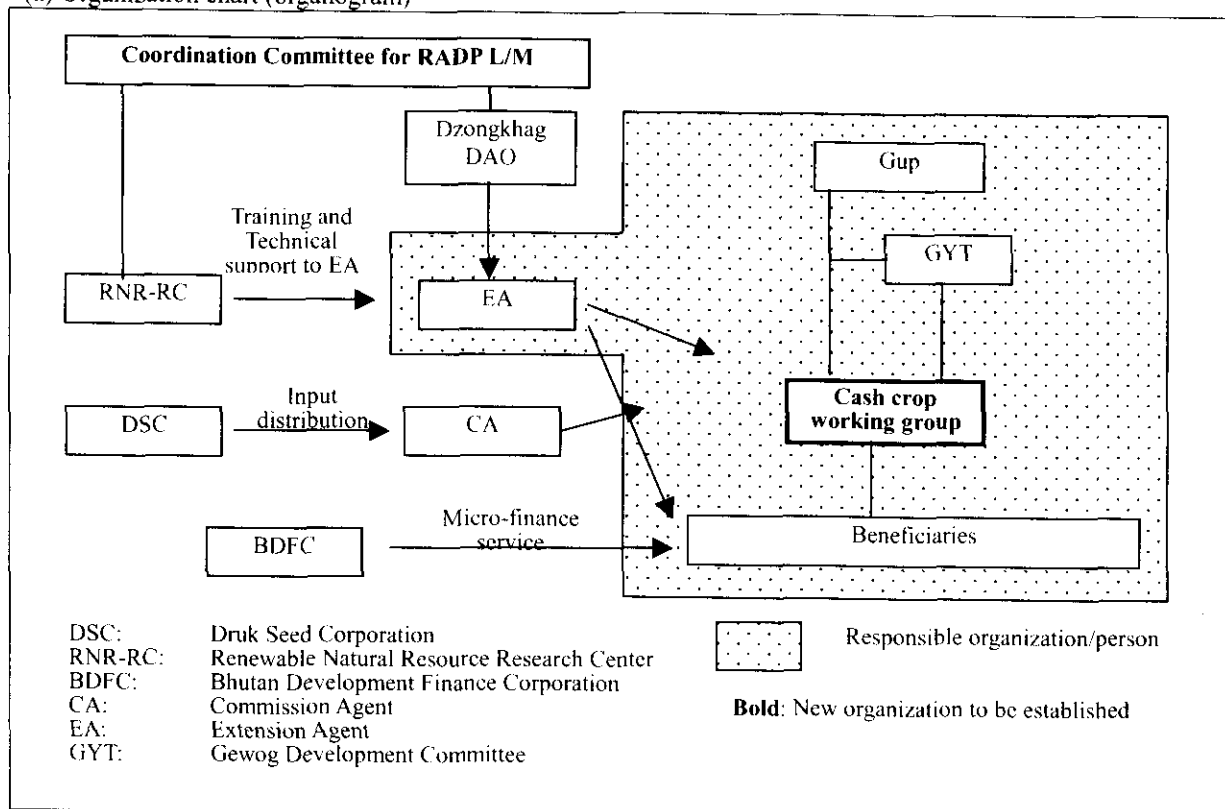 (a) Organization chart (organogram)
Coordination Committee for RADP L/M
Dzongkhag
DAO
Gup
Training and
Technical
support to EA
GYT
RNR-RC
EA
Input
distribution
Cash crop
working group
DSC
CA
Micro-finance
service
BDFC
Beneficiaries
DSC: Druk Seed Corporation
RNR-RC: Renewable Natural Resource Research Center
BDFC: Bhutan Development Finance Corporation
CA: Commission Agent
EA: Extension Agent
GYT: Gewog Development Committee
Responsible organization/person
Bold: New organization to be established